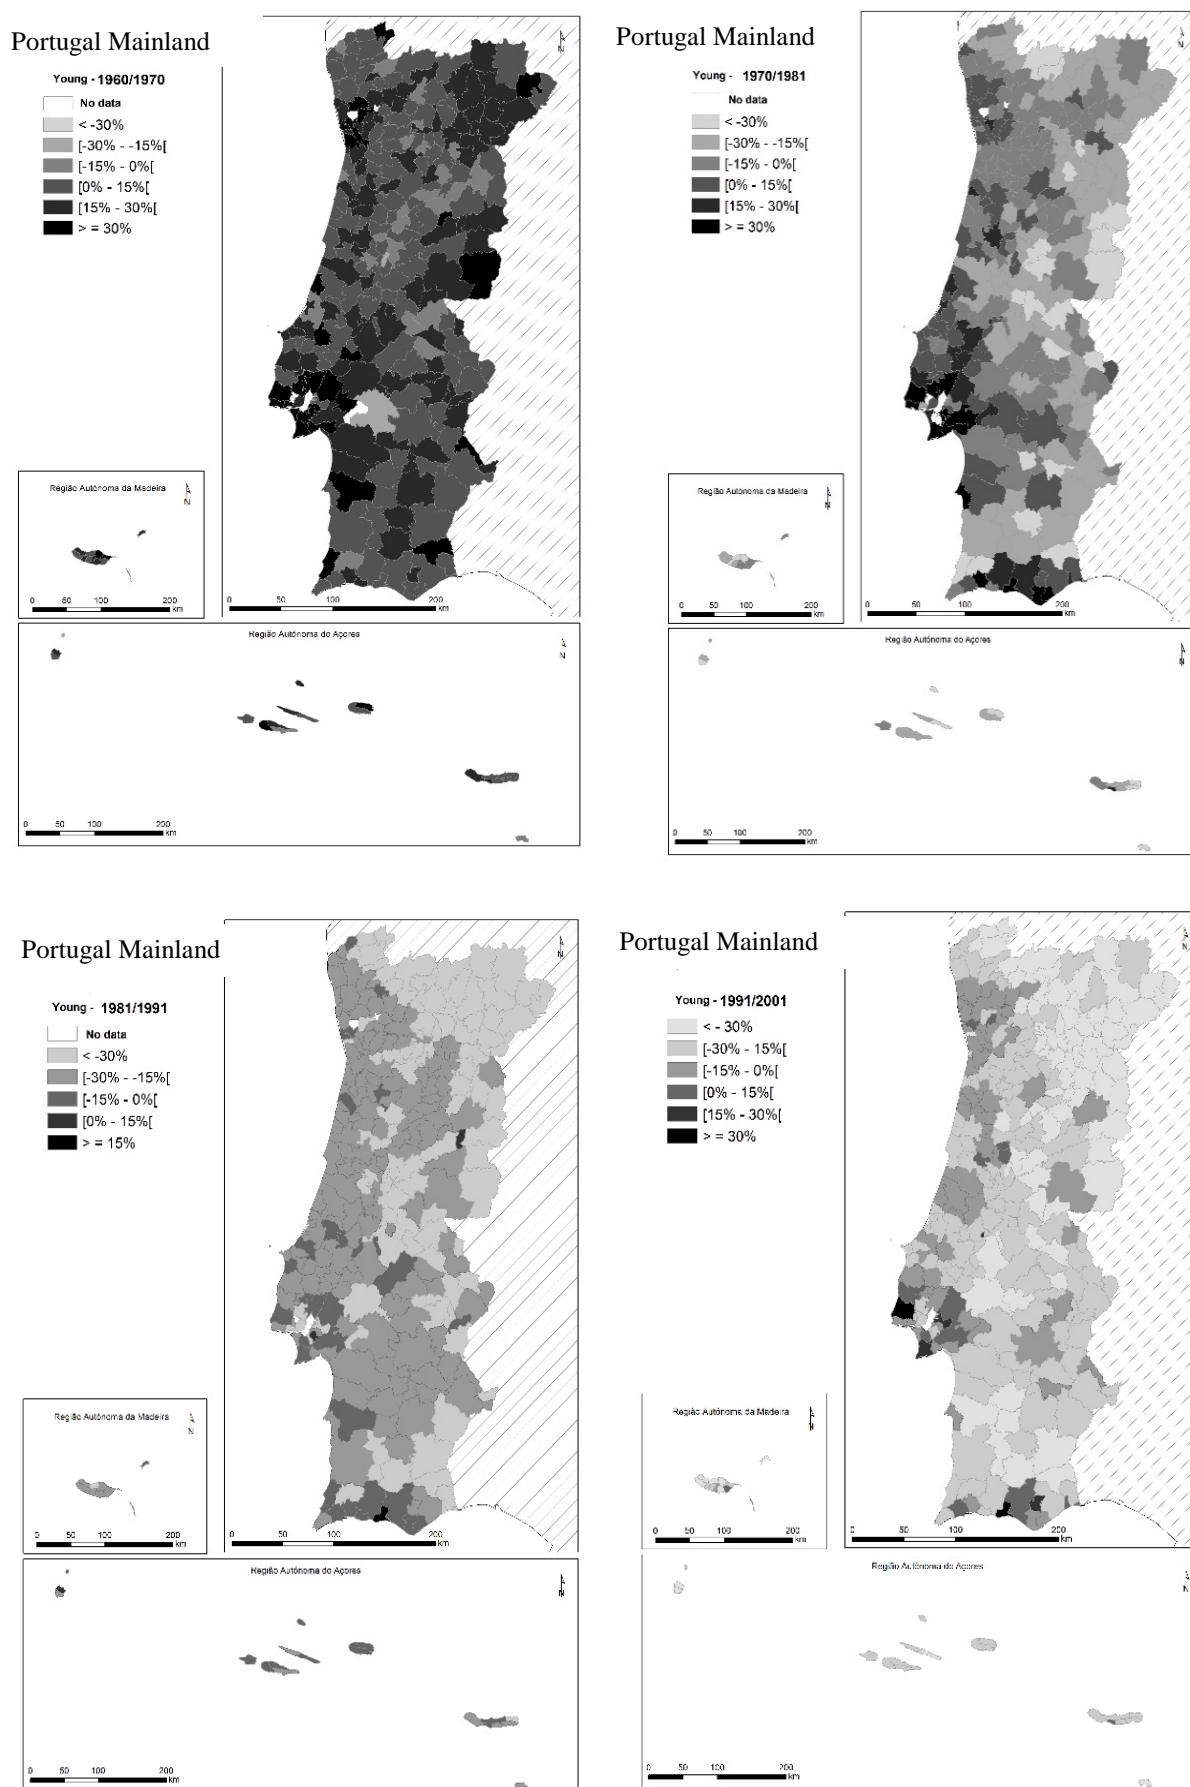 Portugal Mainland
Young - 1960/1970
No data
< -30%
[-30% - -15%[
[-15% - 0%[
[0% - 15%[
[15% - 30%[
> = 30%
N
Região Autónoma da Madeira
N
0 50 100 200
km
0 50 100 200
km
Região Autónoma do Açores
N
0 50 100 200
km
Portugal Mainland
Young - 1970/1981
No data
< -30%
[-30% - -15%[
[-15% - 0%[
[0% - 15%[
[15% - 30%[
> = 30%
N
Região Autónoma da Madeira
N
0 50 100 200
km
0 50 100 200
km
Região Autónoma do Açores
N
0 50 100 200
km
Portugal Mainland
Young - 1981/1991
No data
< -30%
[-30% - -15%[
[-15% - 0%[
[0% - 15%[
> = 15%
N
Região Autónoma da Madeira
N
0 50 100 200
km
0 50 100 200
km
Região Autónoma do Açores
N
0 50 100 200
km
Portugal Mainland
Young - 1991/2001
< - 30%
[-30% - 15%[
[-15% - 0%[
[0% - 15%[
[15% - 30%[
> = 30%
N
Região Autónoma da Madeira
N
0 50 100 200
km
0 50 100 200
km
Região Autónoma do Açores
N
0 50 100 200
km